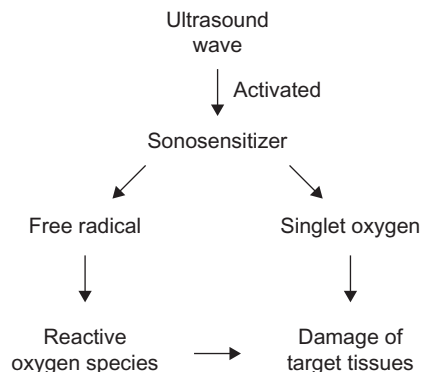 Ultrasound
wave
Activated
Sonosensitizer
Free radical
Singlet oxygen
Reactive
oxygen species
Damage of
target tissues